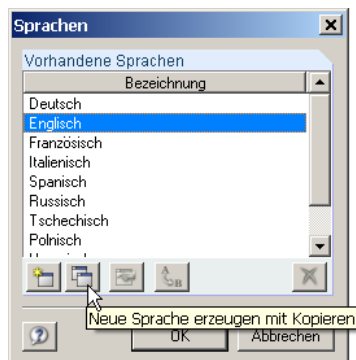 Sprachen
Vorhandene Sprachen
Bezeichnung
Deutsch
Englisch
Französisch
Italienisch
Spanisch
Russisch
Tschechisch
Polnisch
Neue Sprache erzeugen mit Kopieren
OK
Abbrechen